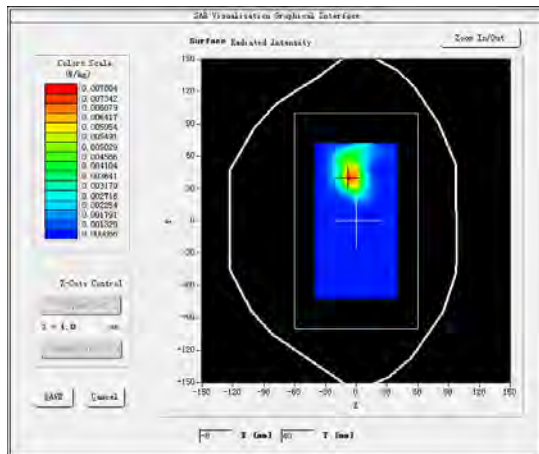 SAR Visualisation Graphical Interface
Surface Radiated Intensity
Zoom In/Out
Colors Scale
(W/kg)
0.007804
0.007342
0.006879
0.006417
0.005954
0.005491
0.005029
0.004566
0.004104
0.003641
0.003179
0.002716
0.002254
0.001791
0.001329
0.000866
150
120
90
60
30
0
-30
-60
-90
-120
-150
Y
-150 -120 -90 -60 -30 0 30 60 90 120 150
X
Z-Cuts Control
Z = 4.0 mm
SAVE
Cancel
-8 X (mm) 40 Y (mm)